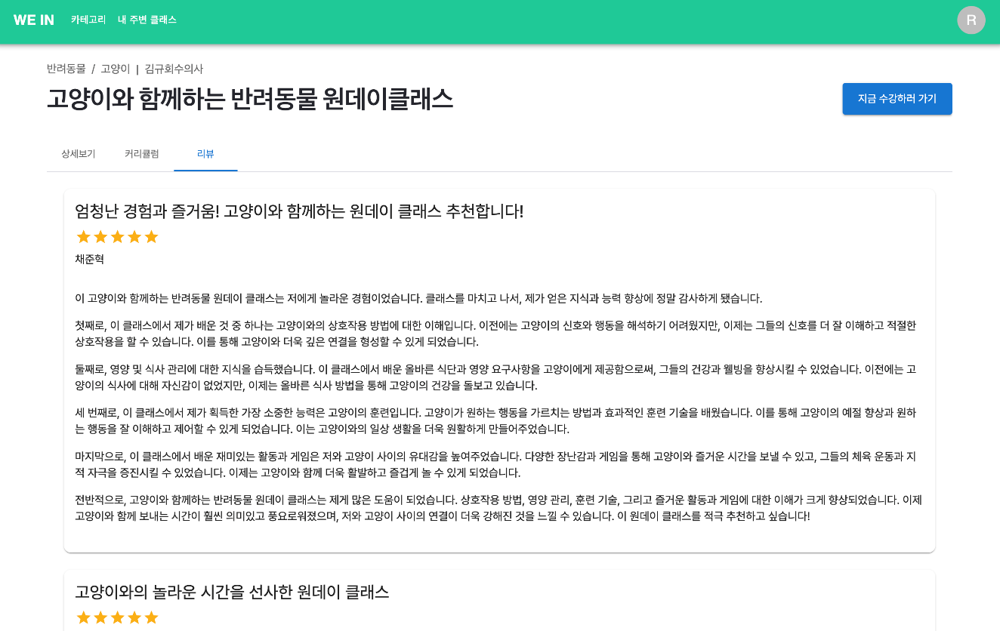 WE IN 카테고리 내 주변 클래스 R
반려동물 / 고양이 | 김규회수의사
고양이와 함께하는 반려동물 원데이클래스
지금 수강하러 가기
상세보기 커리큘럼 리뷰
엄청난 경험과 즐거움! 고양이와 함께하는 원데이 클래스 추천합니다!
채준혁
이 고양이와 함께하는 반려동물 원데이 클래스는 저에게 놀라운 경험이었습니다. 클래스를 마치고 나서, 제가 얻은 지식과 능력 향상에 정말 감사하게 됐습니다.
첫째로, 이 클래스에서 제가 배운 것 중 하나는 고양이와의 상호작용 방법에 대한 이해입니다. 이전에는 고양이의 신호와 행동을 해석하기 어려웠지만, 이제는 그들의 신호를 더 잘 이해하고 적절한
상호작용을 할 수 있습니다. 이를 통해 고양이와 더욱 깊은 연결을 형성할 수 있게 되었습니다.
둘째로, 영양 및 식사 관리에 대한 지식을 습득했습니다. 이 클래스에서 배운 올바른 식단과 영양 요구사항을 고양이에게 제공함으로써, 그들의 건강과 웰빙을 향상시킬 수 있었습니다. 이전에는 고
양이의 식사에 대해 자신감이 없었지만, 이제는 올바른 식사 방법을 통해 고양이의 건강을 돌보고 있습니다.
세 번째로, 이 클래스에서 제가 획득한 가장 소중한 능력은 고양이의 훈련입니다. 고양이가 원하는 행동을 가르치는 방법과 효과적인 훈련 기술을 배웠습니다. 이를 통해 고양이의 예절 향상과 원하
는 행동을 잘 이해하고 제어할 수 있게 되었습니다. 이는 고양이와의 일상 생활을 더욱 원활하게 만들어주었습니다.
마지막으로, 이 클래스에서 배운 재미있는 활동과 게임은 저와 고양이 사이의 유대감을 높여주었습니다. 다양한 장난감과 게임을 통해 고양이와 즐거운 시간을 보낼 수 있고, 그들의 체육 운동과 지
적 자극을 증진시킬 수 있었습니다. 이제는 고양이와 함께 더욱 활발하고 즐겁게 놀 수 있게 되었습니다.
전반적으로, 고양이와 함께하는 반려동물 원데이 클래스는 제게 많은 도움이 되었습니다. 상호작용 방법, 영양 관리, 훈련 기술, 그리고 즐거운 활동과 게임에 대한 이해가 크게 향상되었습니다. 이제
고양이와 함께 보내는 시간이 훨씬 의미있고 풍요로워졌으며, 저와 고양이 사이의 연결이 더욱 강해진 것을 느낄 수 있습니다. 이 원데이 클래스를 적극 추천하고 싶습니다!
고양이와의 놀라운 시간을 선사한 원데이 클래스